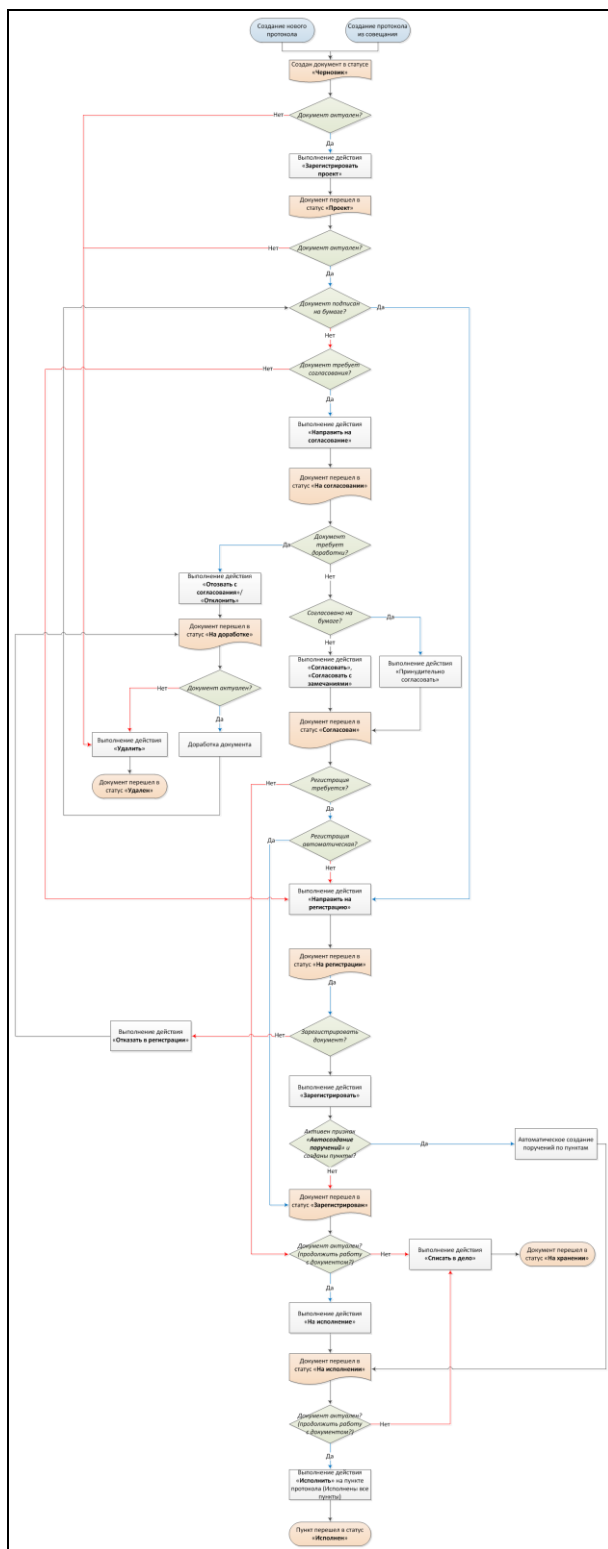 Создание нового
протокола
Создание протокола
из совещания
Создан документ в статусе
«Черновик»
Нет
Документ актуален?
Да
Выполнение действия
«Зарегистрировать
проект»
Документ перешел в
статус «Проект»
Нет
Документ актуален?
Да
Документ подписан
на бумаге?
Да
Нет
Нет
Документ требует
согласования?
Да
Выполнение действия
«Направить на
согласование»
Документ перешел в
статус «На согласовании»
Документ
требует
доработки?
Да
Нет
Выполнение действия
«Отозвать с
согласования»/
«Отклонить»
Согласовано на
бумаге?
Да
Нет
Документ перешел в
статус «На доработке»
Выполнение действия
«Согласовать»,
«Согласовать с
замечаниями»
Выполнение действия
«Принудительно
согласовать»
Нет
Документ актуален?
Да
Документ перешел в
статус «Согласован»
Выполнение действия
«Удалить»
Доработка документа
Документ перешел в
статус «Удален»
Нет
Регистрация
требуется?
Да
Да
Регистрация
автоматическая?
Нет
Выполнение действия
«Направить на
регистрацию»
Документ перешел в
статус «На регистрации»
Да
Выполнение действия
«Отказать в регистрации»
Нет
Зарегистрировать
документ?
Выполнение действия
«Зарегистрировать»
Активен признак
«Автосоздание
поручений» и
созданы пункты?
Да
Автоматическое создание
поручений по пунктам
Нет
Документ перешел в
статус «Зарегистрирован»
Документ актуален?
(продолжить работу
с документом?)
Нет
Выполнение действия
«Списать в дело»
Документ перешел в
статус «На хранении»
Да
Выполнение действия
«На исполнение»
Документ перешел в
статус «На исполнении»
Документ актуален?
(продолжить работу
с документом?)
Нет
Да
Выполнение действия
«Исполнить» на пункте
протокола (Исполнены все
пункты)
Пункт перешел в статус
«Исполнен»